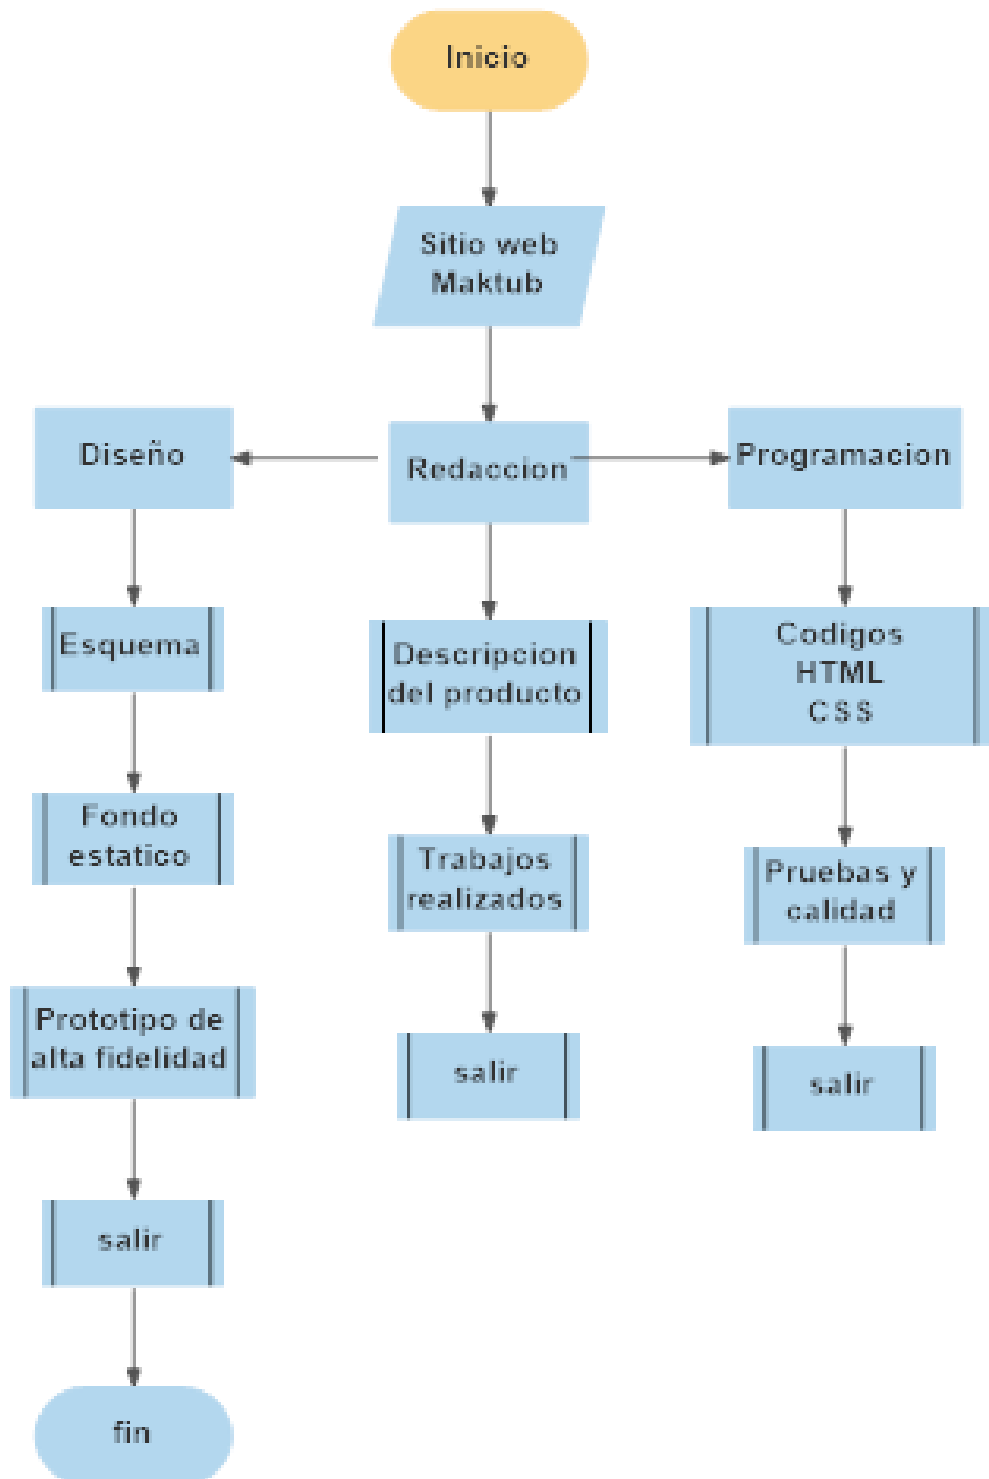 Inicio
Sitio web
Maktub
Diseño
Redaccion
Programacion
Esquema
Descripcion
del producto
Codigos
HTML
CSS
Fondo
estatico
Trabajos
realizados
Pruebas y
calidad
Prototipo de
alta fidelidad
salir
salir
salir
fin